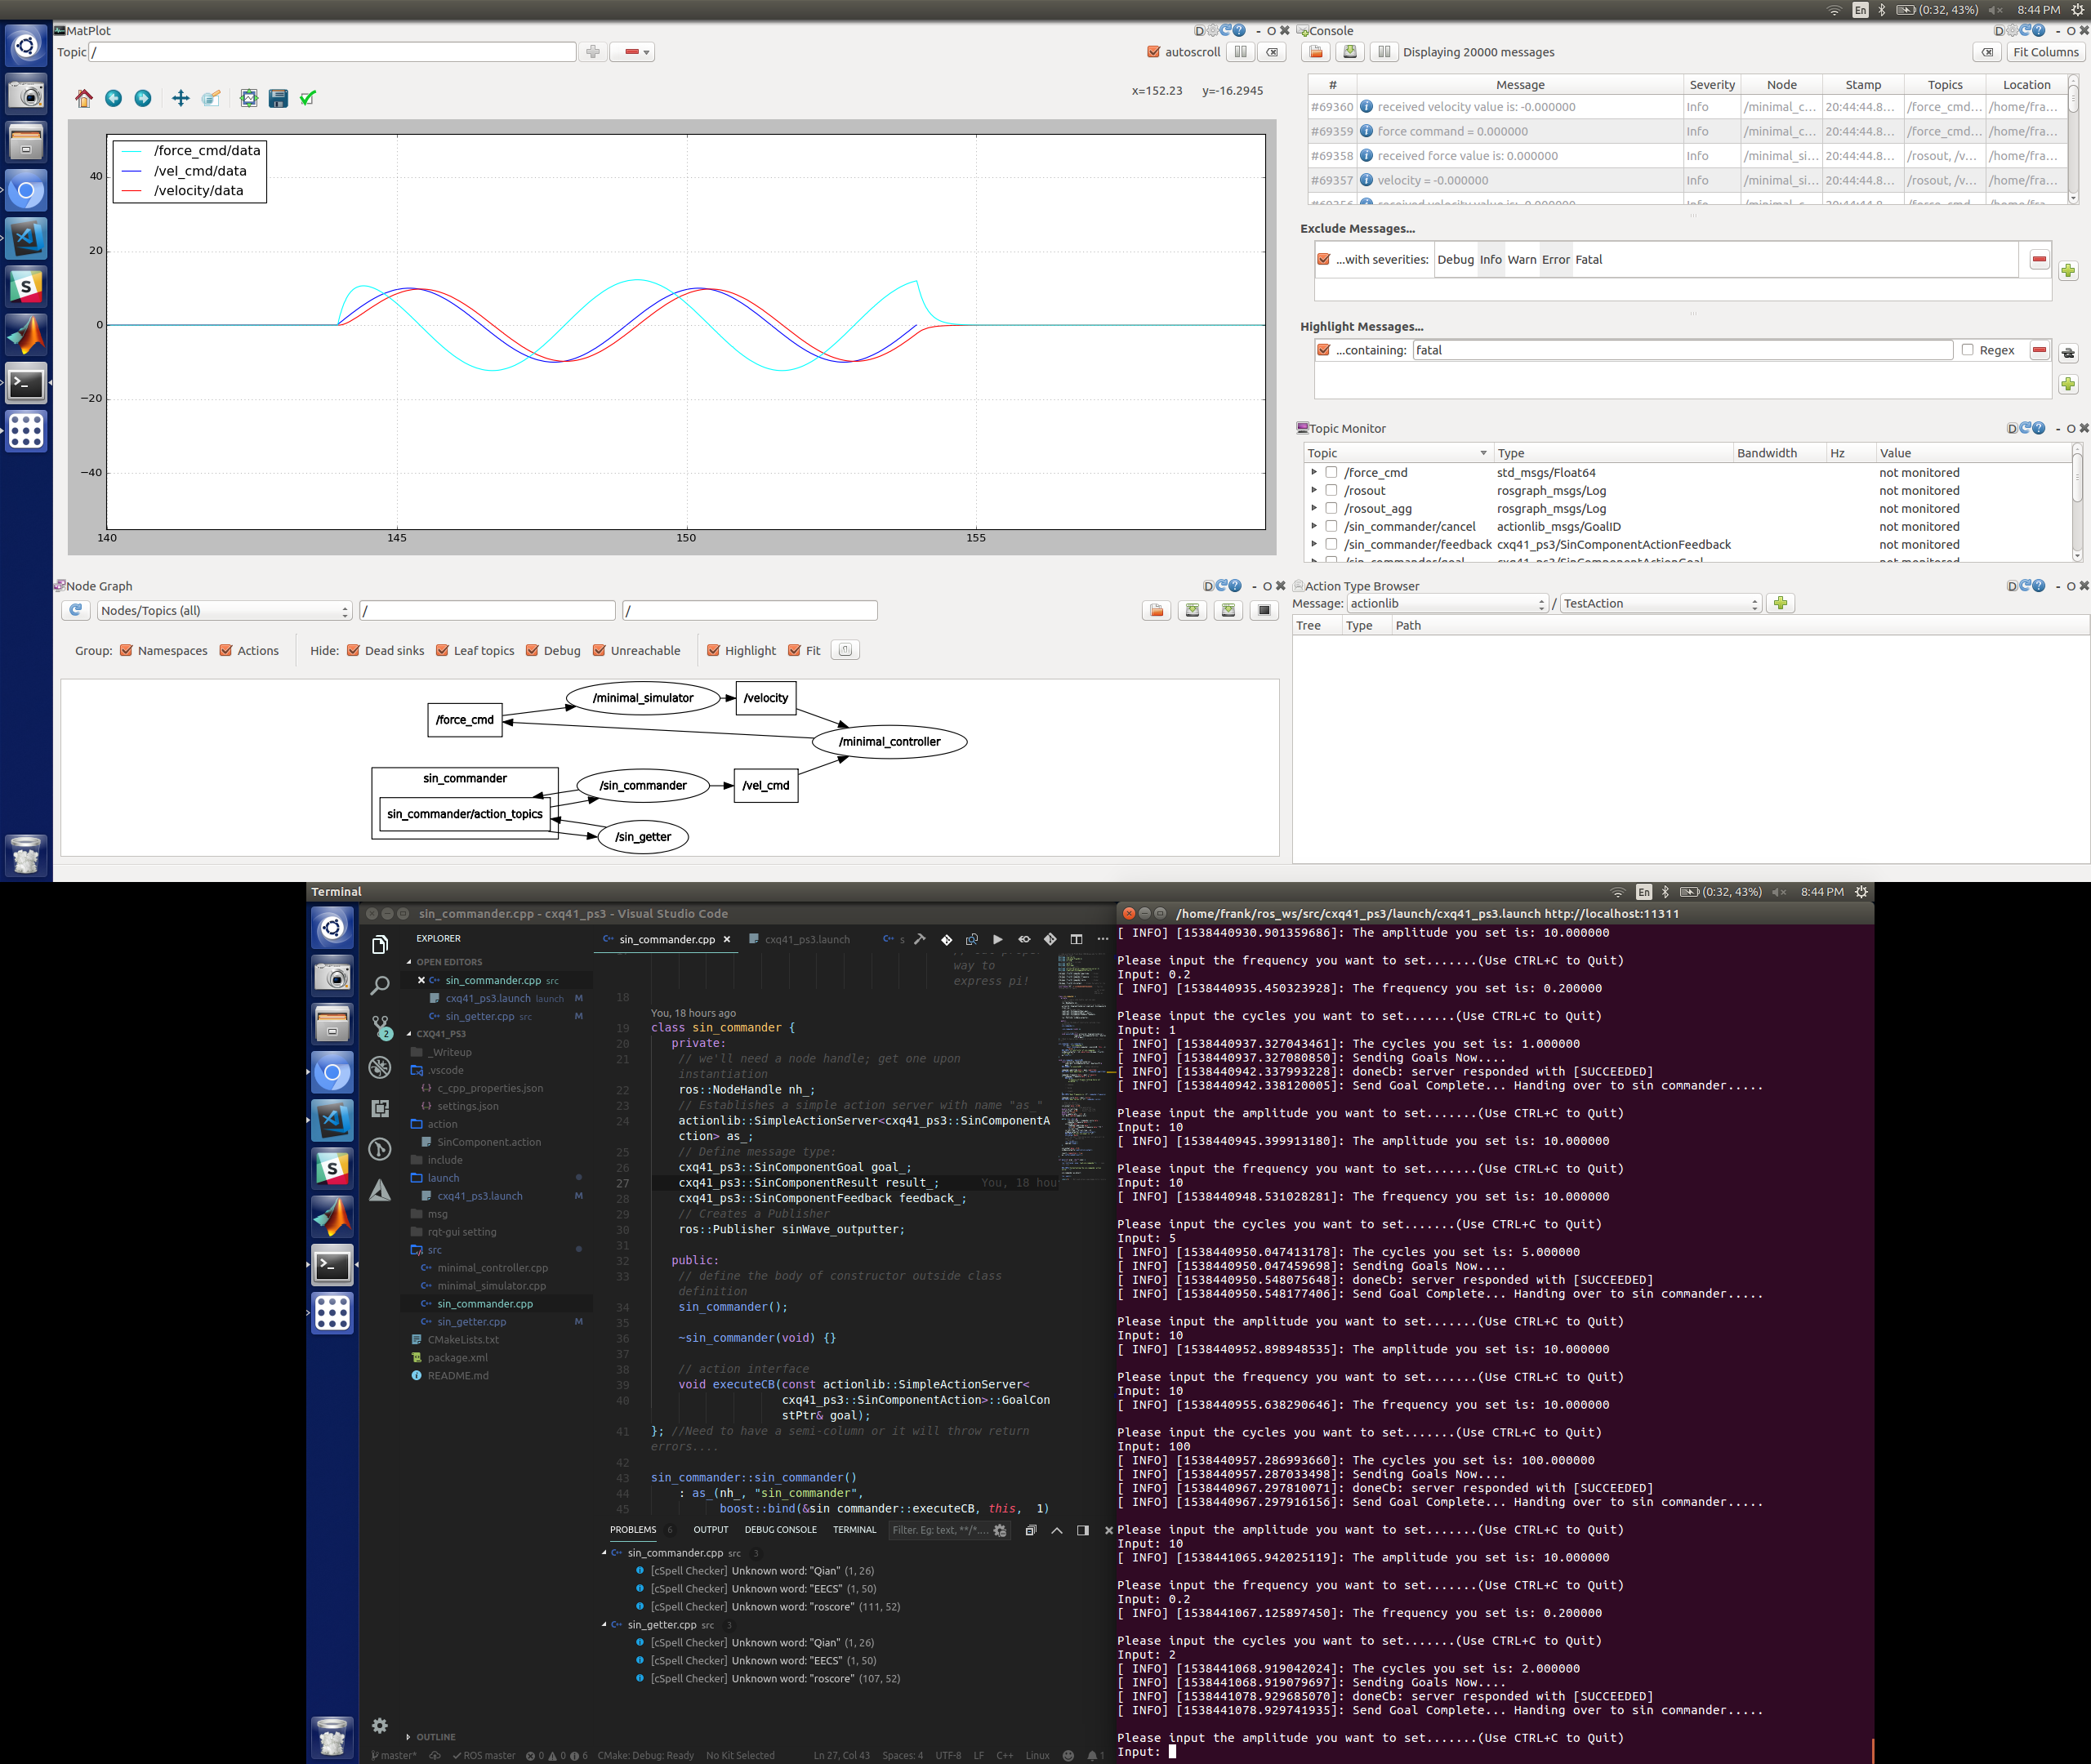 (0:32, 43%) 8:44 PM
En
MatPlot
Topic /
autoscroll
x=152.23 y=-16.2945
/force_cmd/data
/vel_cmd/data
/velocity/data
40
20
0
−20
−40
140 145 150 155
Console
Displaying 20000 messages
Fit Columns
# Message Severity Node Stamp Topics Location
#69360 received velocity value is: -0.000000 Info /minimal_c... 20:44:44.8... /force_cmd... /home/fra...
#69359 force command = 0.000000 Info /minimal_c... 20:44:44.8... /force_cmd... /home/fra...
#69358 received force value is: 0.000000 Info /minimal_si... 20:44:44.8... /rosout, /v... /home/fra...
#69357 velocity = -0.000000 Info /minimal_si... 20:44:44.8... /rosout, /v... /home/fra...
Exclude Messages...
...with severities: Debug Info Warn Error Fatal
Highlight Messages...
...containing: fatal Regex
Topic Monitor
Topic Type Bandwidth Hz Value
/force_cmd std_msgs/Float64 not monitored
/rosout rosgraph_msgs/Log not monitored
/rosout_agg rosgraph_msgs/Log not monitored
/sin_commander/cancel actionlib_msgs/GoalID not monitored
/sin_commander/feedback cxq41_ps3/SinComponentActionFeedback not monitored
Node Graph
Nodes/Topics (all) / /
Group: Namespaces Actions Hide: Dead sinks Leaf topics Debug Unreachable Highlight Fit
/minimal_simulator
/velocity
/force_cmd
/minimal_controller
sin_commander
/sin_commander
/vel_cmd
sin_commander/action_topics
/sin_getter
Action Type Browser
Message: actionlib / TestAction
Tree Type Path
Terminal
En (0:32, 43%) 8:44 PM
sin_commander.cpp - cxq41_ps3 - Visual Studio Code
EXPLORER
OPEN EDITORS
sin_commander.cpp src
cxq41_ps3.launch launch M
sin_getter.cpp src M
CXQ41_PS3
_Writeup
.vscode
c_cpp_properties.json
settings.json
action
SinComponent.action
include
launch
cxq41_ps3.launch M
msg
rqt-gui setting
src
minimal_controller.cpp
minimal_simulator.cpp
sin_commander.cpp
sin_getter.cpp M
CMakeLists.txt
package.xml
README.md
OUTLINE
sin_commander.cpp
cxq41_ps3.launch
way to
express pi!
18
You, 18 hours ago
19 class sin_commander {
20 private:
21 // we'll need a node handle; get one upon
instantiation
22 ros::NodeHandle nh_;
23 // Establishes a simple action server with name "as_"
24 actionlib::SimpleActionServer<cxq41_ps3::SinComponentA
ction> as_;
25 // Define message type:
26 cxq41_ps3::SinComponentGoal goal_;
27 cxq41_ps3::SinComponentResult result_; You, 18 hou
28 cxq41_ps3::SinComponentFeedback feedback_;
29 // Creates a Publisher
30 ros::Publisher sinWave_outputter;
31
32 public:
33 // define the body of constructor outside class
definition
34 sin_commander();
35
36 ~sin_commander(void) {}
37
38 // action interface
39 void executeCB(const actionlib::SimpleActionServer<
40 cxq41_ps3::SinComponentAction>::GoalCon
stPtr& goal);
41 }; //Need to have a semi-column or it will throw return
errors....
42
43 sin_commander::sin_commander()
44 : as_(nh_, "sin_commander",
45 boost::bind(&sin_commander::executeCB, this, _1)
PROBLEMS 6 OUTPUT DEBUG CONSOLE TERMINAL Filter. Eg: text, **/*....
sin_commander.cpp src 3
[cSpell Checker] Unknown word: "Qian" (1, 26)
[cSpell Checker] Unknown word: "EECS" (1, 50)
[cSpell Checker] Unknown word: "roscore" (111, 52)
sin_getter.cpp src 3
[cSpell Checker] Unknown word: "Qian" (1, 26)
[cSpell Checker] Unknown word: "EECS" (1, 50)
[cSpell Checker] Unknown word: "roscore" (107, 52)
master* ROS master 0 0 6 CMake: Debug: Ready No Kit Selected Ln 27, Col 43 Spaces: 4 UTF-8 LF C++ Linux 1
/home/frank/ros_ws/src/cxq41_ps3/launch/cxq41_ps3.launch http://localhost:11311
[ INFO] [1538440930.901359686]: The amplitude you set is: 10.000000
Please input the frequency you want to set.......(Use CTRL+C to Quit)
Input: 0.2
[ INFO] [1538440935.450323928]: The frequency you set is: 0.200000
Please input the cycles you want to set.......(Use CTRL+C to Quit)
Input: 1
[ INFO] [1538440937.327043461]: The cycles you set is: 1.000000
[ INFO] [1538440937.327080850]: Sending Goals Now....
[ INFO] [1538440942.337993228]: doneCb: server responded with [SUCCEEDED]
[ INFO] [1538440942.338120005]: Send Goal Complete... Handing over to sin commander.....
Please input the amplitude you want to set.......(Use CTRL+C to Quit)
Input: 10
[ INFO] [1538440945.399913180]: The amplitude you set is: 10.000000
Please input the frequency you want to set.......(Use CTRL+C to Quit)
Input: 10
[ INFO] [1538440948.531028281]: The frequency you set is: 10.000000
Please input the cycles you want to set.......(Use CTRL+C to Quit)
Input: 5
[ INFO] [1538440950.047413178]: The cycles you set is: 5.000000
[ INFO] [1538440950.047459698]: Sending Goals Now....
[ INFO] [1538440950.548075648]: doneCb: server responded with [SUCCEEDED]
[ INFO] [1538440950.548177406]: Send Goal Complete... Handing over to sin commander.....
Please input the amplitude you want to set.......(Use CTRL+C to Quit)
Input: 10
[ INFO] [1538440952.898948535]: The amplitude you set is: 10.000000
Please input the frequency you want to set.......(Use CTRL+C to Quit)
Input: 10
[ INFO] [1538440955.638290646]: The frequency you set is: 10.000000
Please input the cycles you want to set.......(Use CTRL+C to Quit)
Input: 100
[ INFO] [1538440957.286993660]: The cycles you set is: 100.000000
[ INFO] [1538440957.287033498]: Sending Goals Now....
[ INFO] [1538440967.297810071]: doneCb: server responded with [SUCCEEDED]
[ INFO] [1538440967.297916156]: Send Goal Complete... Handing over to sin commander.....
Please input the amplitude you want to set.......(Use CTRL+C to Quit)
Input: 10
[ INFO] [1538441065.942025119]: The amplitude you set is: 10.000000
Please input the frequency you want to set.......(Use CTRL+C to Quit)
Input: 0.2
[ INFO] [1538441067.125897450]: The frequency you set is: 0.200000
Please input the cycles you want to set.......(Use CTRL+C to Quit)
Input: 2
[ INFO] [1538441068.919042024]: The cycles you set is: 2.000000
[ INFO] [1538441068.919079697]: Sending Goals Now....
[ INFO] [1538441078.929685070]: doneCb: server responded with [SUCCEEDED]
[ INFO] [1538441078.929741935]: Send Goal Complete... Handing over to sin commander.....
Please input the amplitude you want to set.......(Use CTRL+C to Quit)
Input: